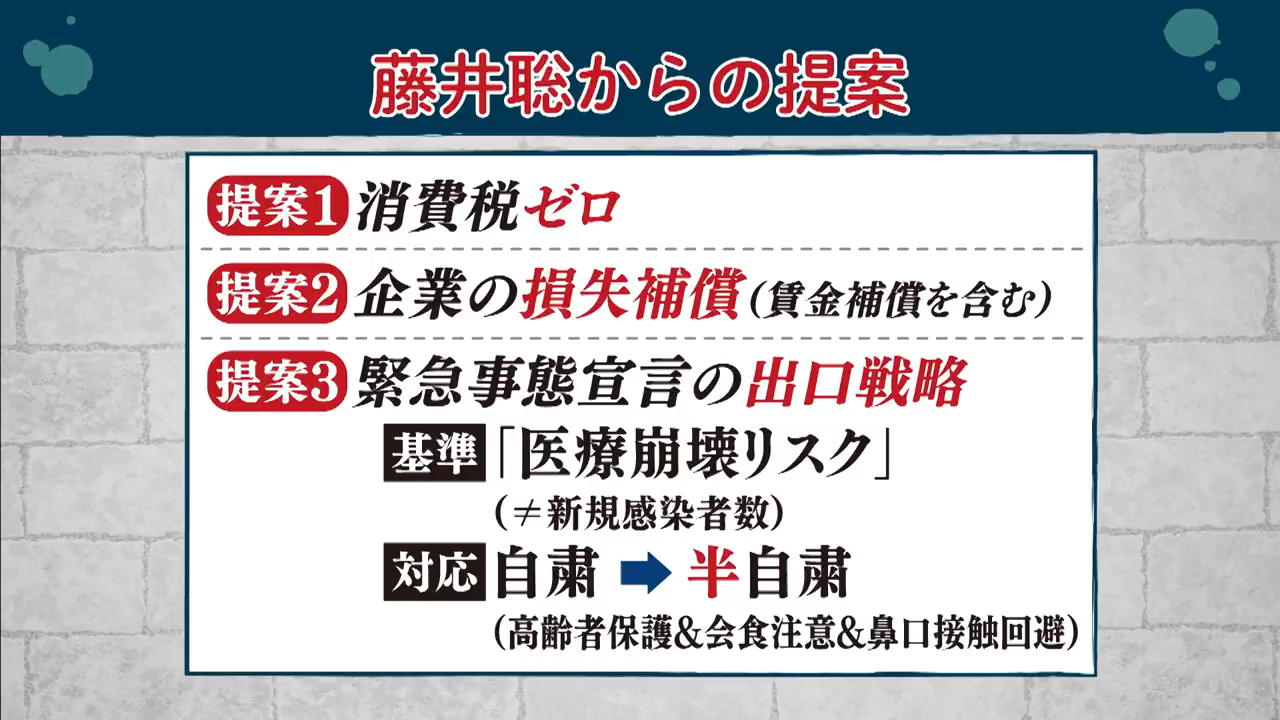 藤井聡からの提案
提案1 消費税ゼロ
提案2 企業の損失補償(賃金補償を含む)
提案3 緊急事態宣言の出口戦略
基準「医療崩壊リスク」
(≠新規感染者数)
対応 自粛➡半自粛
(高齢者保護&会食注意&鼻口接触回避)